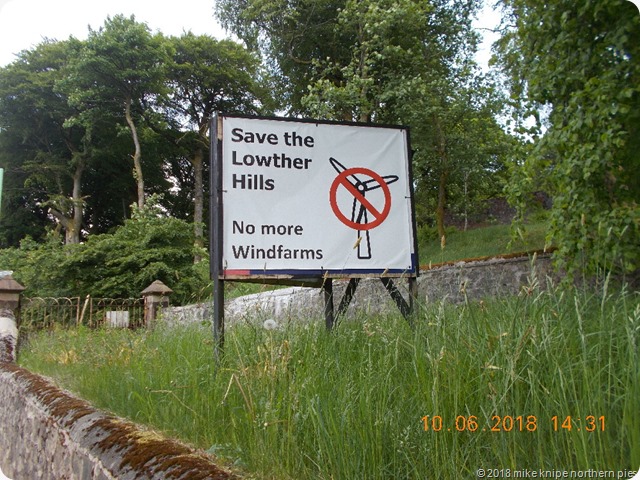 Save the
Lowther
Hills
No more
Windfarms
10.06.2018 14:31
©2018 mike knipe northern pies